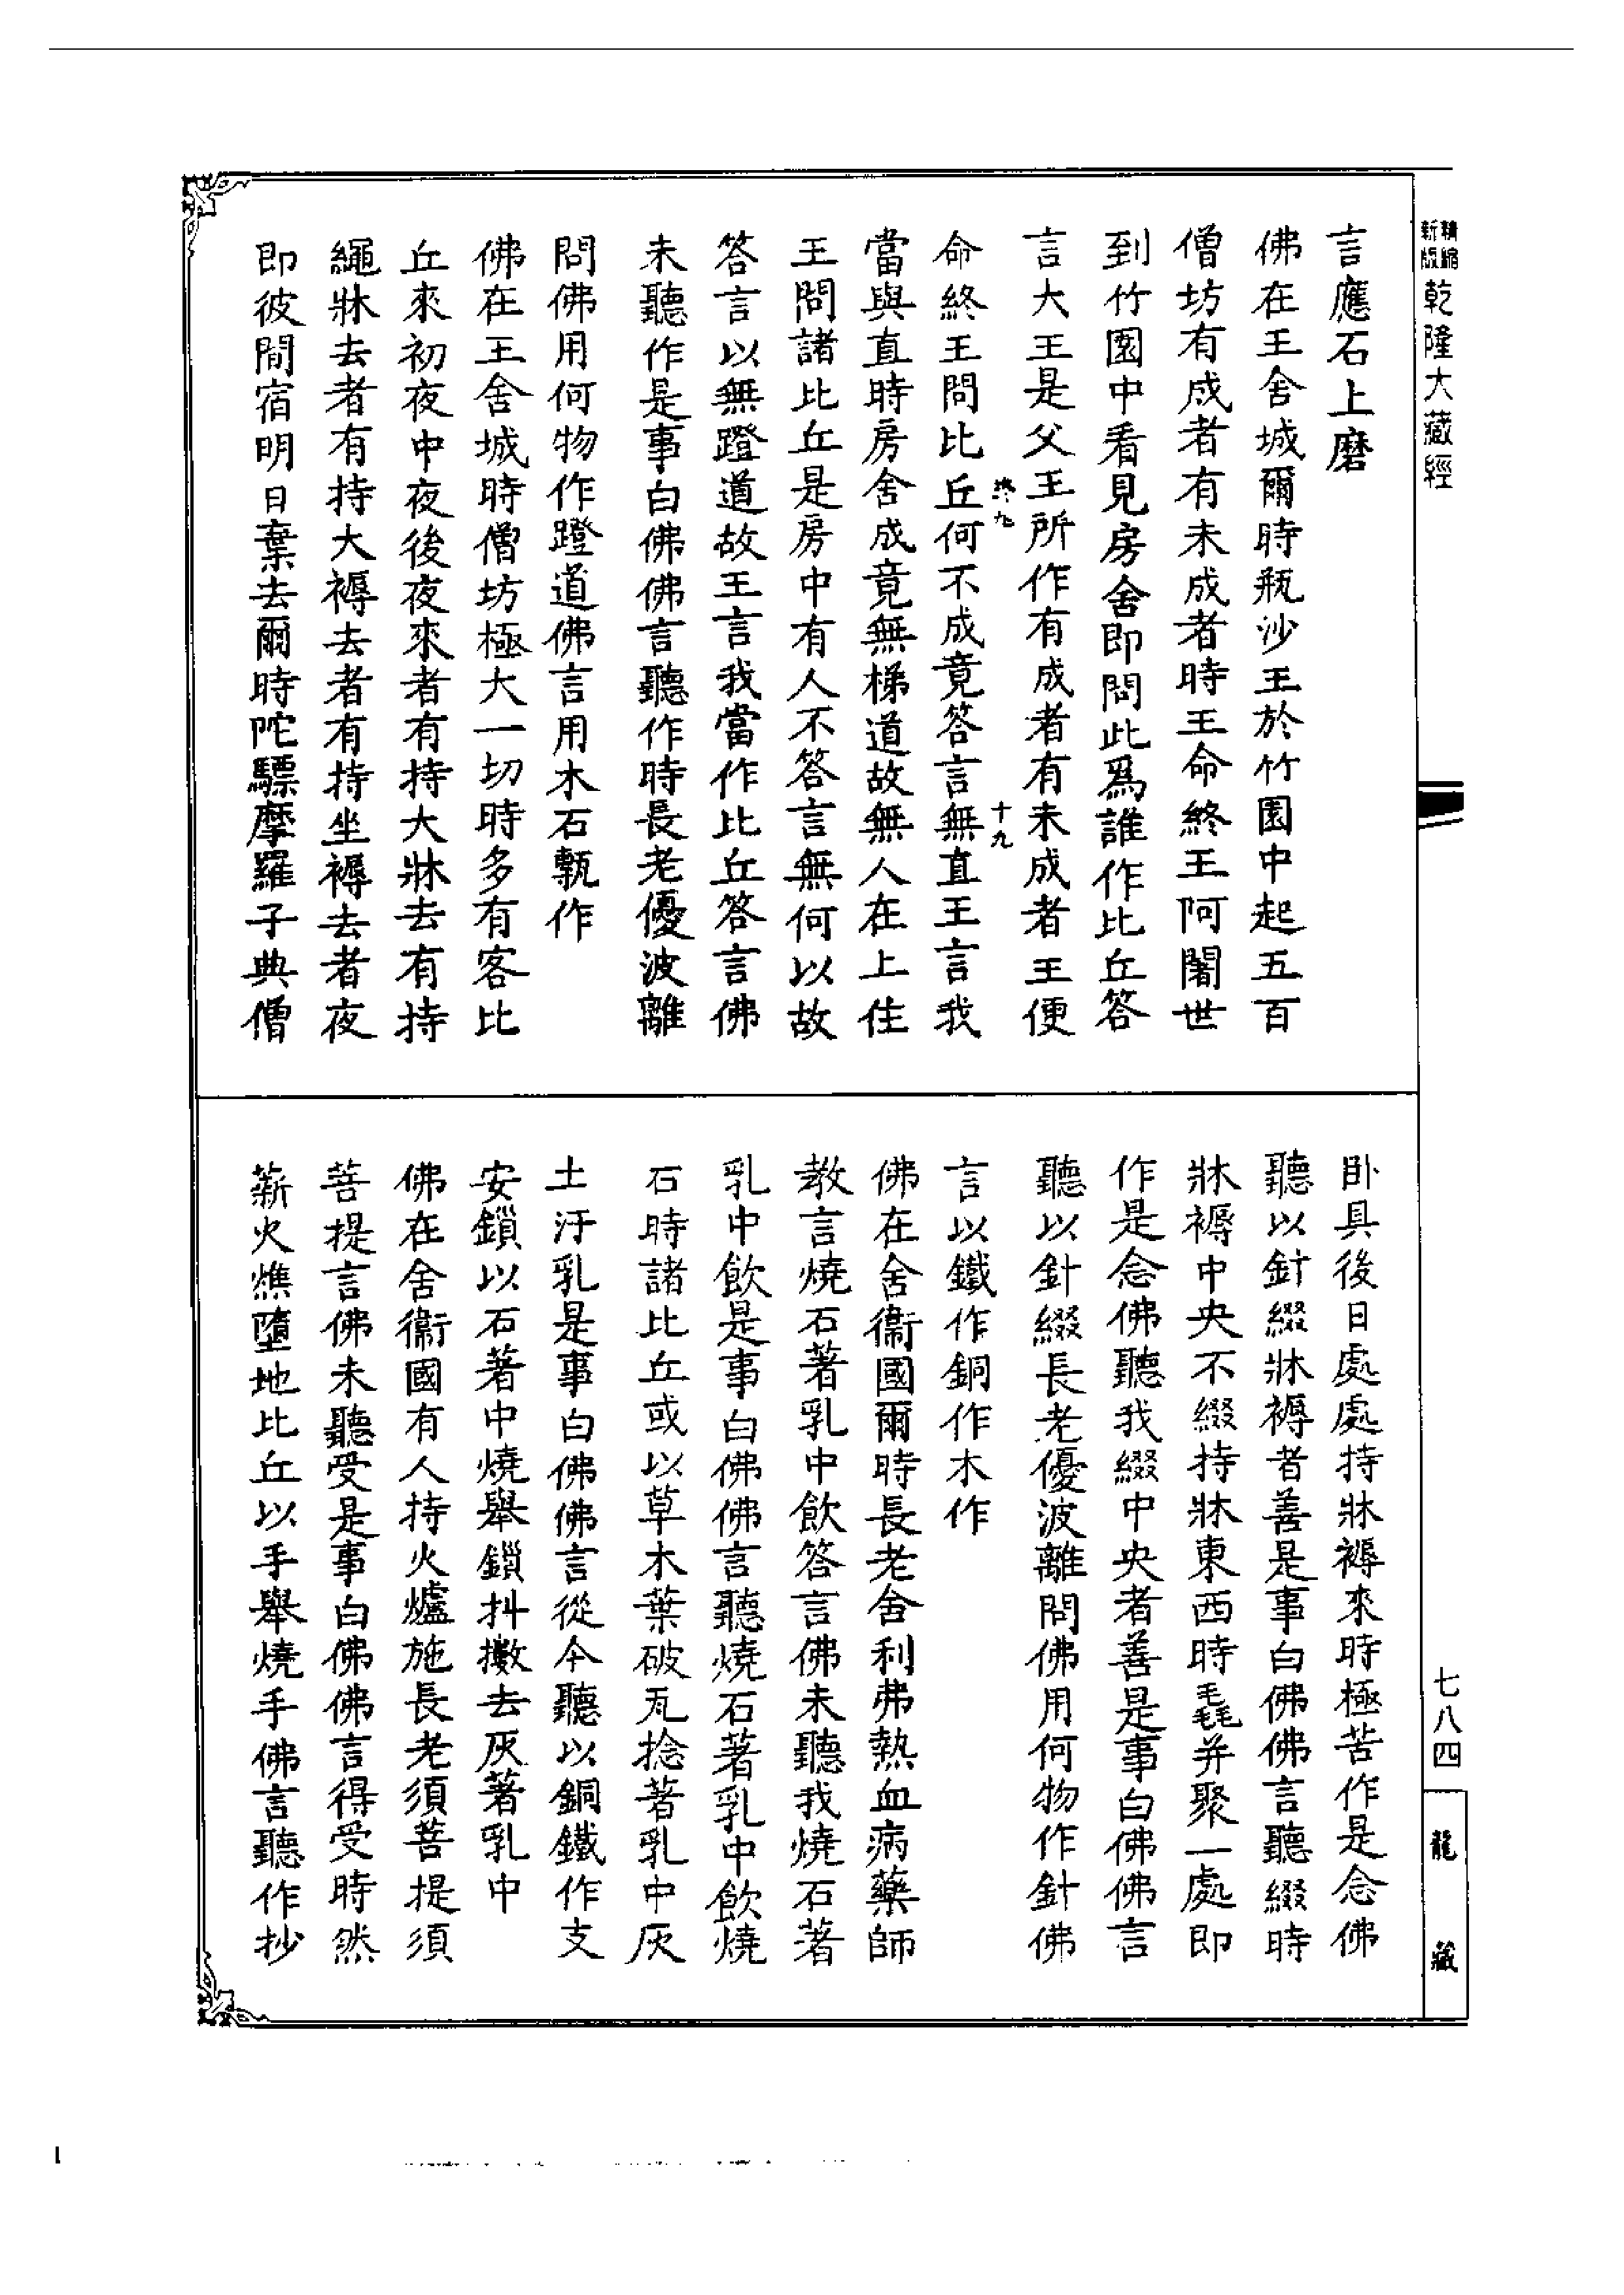 精縮新版乾隆大藏經
言應石上磨
佛在王舍城爾時瓶沙王於竹園中起五百
僧坊有成者有未成者時王命終王阿闍世
到竹園中看見房舍即問此爲誰作比丘答
言大王是父王所作有成者有未成者王便
命終王問比丘何不成竟答言無直王言我
當與直時房舍成竟無梯道故無人在上住
王問諸比丘是房中有人不答言無何以故
答言以無蹬道故王言我當作比丘答言佛
未聽作是事白佛佛言聽作時長老優波離
問佛用何物作蹬道佛言用木石甎作
佛在王舍城時僧坊極大一切時多有客比
丘來初夜中夜後夜來者有持大牀去有持
繩牀去者有持大褥去者有持坐褥去者夜
即彼間宿明日棄去爾時陀驃摩羅子典僧
十九
臥具後日處處持牀褥來時極苦作是念佛
聽以針綴牀褥者善是事白佛佛言聽綴時
牀褥中央不綴持牀東西時毳并聚一處即
作是念佛聽我綴中央者善是事白佛佛言
聽以針綴長老優波離問佛用何物作針佛
言以鐵作銅作木作
佛在舍衞國爾時長老舍利弗熱血病藥師
教言燒石著乳中飲答言佛未聽我燒石著
乳中飲是事白佛佛言聽燒石著乳中飲燒
石時諸比丘或以草木葉破瓦捻著乳中灰
土汙乳是事白佛佛言從今聽以銅鐵作支
安鎖以石著中燒舉鎖抖擻去灰著乳中
佛在舍衞國有人持火爐施長老須菩提須
菩提言佛未聽受是事白佛佛言得受時然
薪火燋墮地比丘以手舉燒手佛言聽作抄
七八四
龍藏